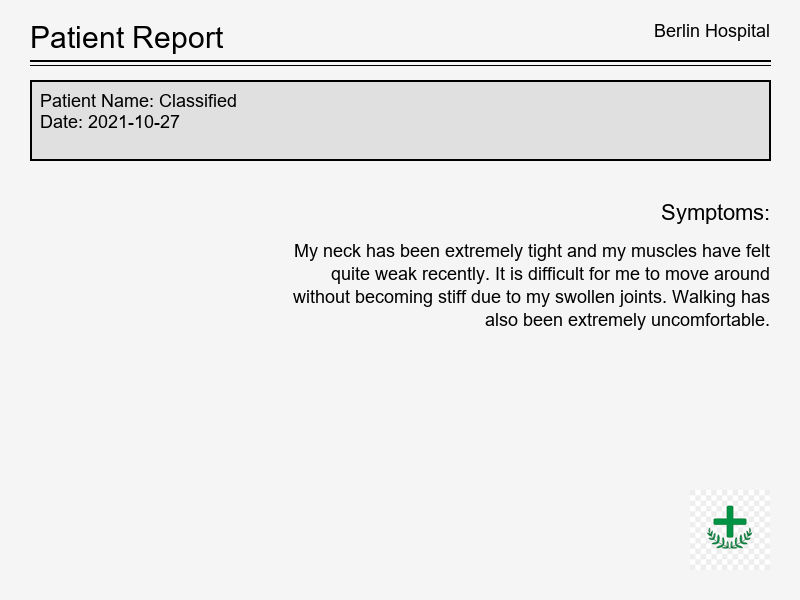 Patient Report
Berlin Hospital
Patient Name: Classified
Date: 2021-10-27
Symptoms:
My neck has been extremely tight and my muscles have felt
quite weak recently. It is difficult for me to move around
without becoming stiff due to my swollen joints. Walking has
also been extremely uncomfortable.